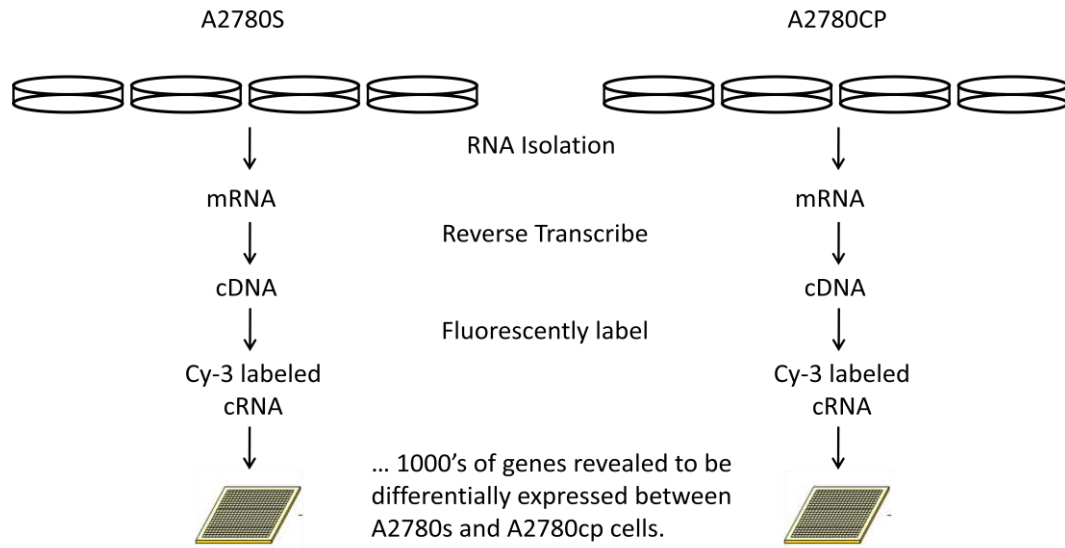 A2780S
A2780CP
RNA Isolation
mRNA
mRNA
Reverse Transcribe
cDNA
cDNA
Fluorescently label
Cy-3 labeled
cRNA
Cy-3 labeled
cRNA
... 1000's of genes revealed to be
differentially expressed between
A2780s and A2780cp cells.